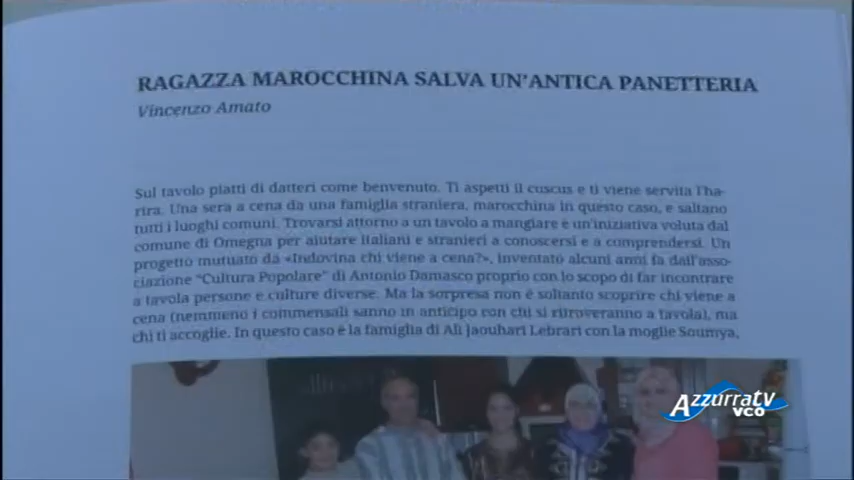 RAGAZZA MAROCCHINA SALVA UN'ANTICA PANETTERIA
Vincenzo Amato
Sul tavolo piatti di datteri come benvenuto. Ti aspetti il cuscus e ti viene servita l'ha-
rira. Una sera a cena da una famiglia straniera, marocchina in questo caso, e saltano
tutti i luoghi comuni. Trovarsi attorno a un tavolo a mangiare è un'iniziativa voluta dal
comune di Omegna per aiutare italiani e stranieri a conoscersi e a comprendersi. Un
progetto mutuato da «Indovina chi viene a cena?», inventato alcuni anni fa dall'asso-
ciazione "Cultura Popolare" di Antonio Damasco proprio con lo scopo di far incontrare
a tavola persone e culture diverse. Ma la sorpresa non è soltanto scoprire chi viene a
cena (nemmeno i commensali sanno in anticipo con chi si ritroveranno a tavola), ma
chi ti accoglie. In questo caso è la famiglia di Ali Jaouhari Lebrari con la moglie Soumya,
Azzurratv
VCO